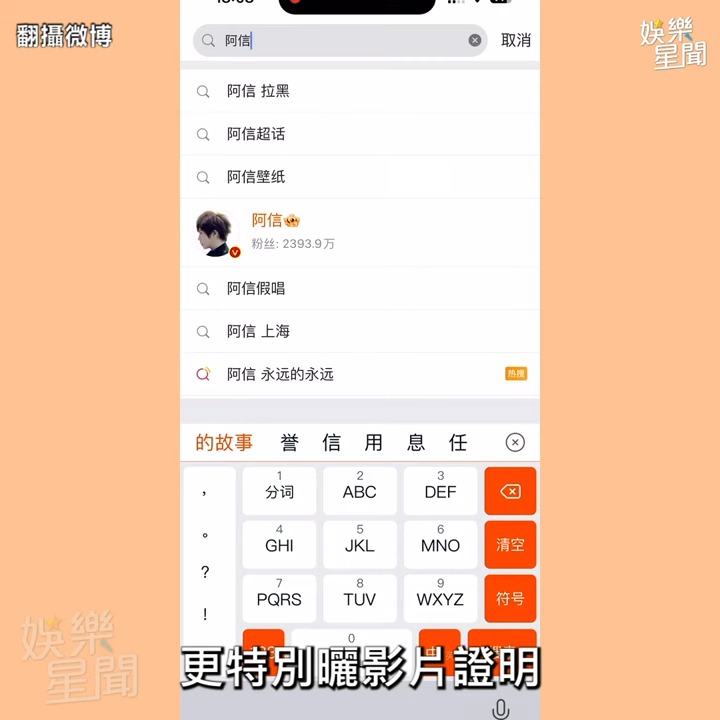 翻攝微博
娛樂星聞
阿信
取消
阿信 拉黑
阿信超话
阿信壁纸
阿信
粉丝: 2393.9万
阿信假唱
阿信 上海
阿信 永远的永远
热搜
的故事 誉 信 用 息 任
, 1 分词 2 ABC 3 DEF
。 4 GHI 5 JKL 6 MNO 清空
? 7 PQRS 8 TUV 9 WXYZ 符号
! 0
更特別曬影片證明
娛樂星聞